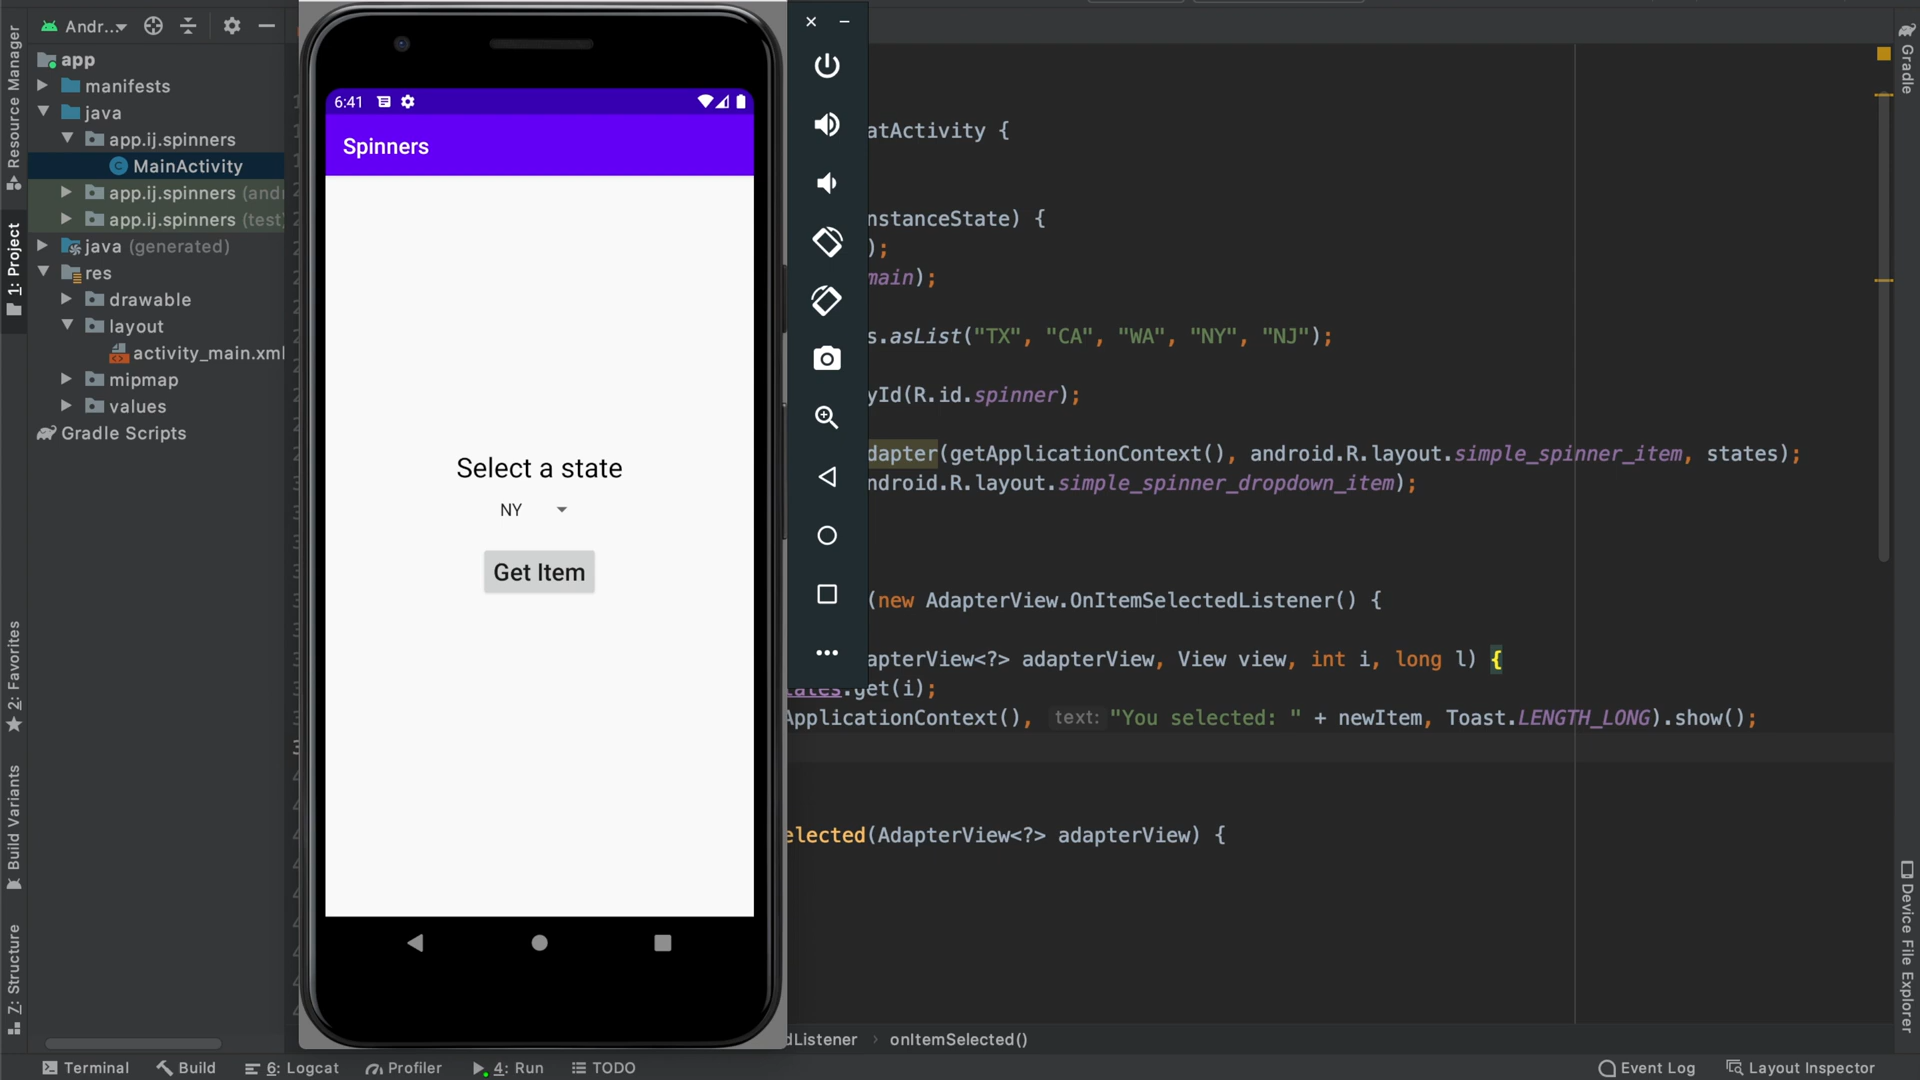 Andr...
Resource Manager
1: Project
2: Favorites
Build Variants
Z: Structure
app
manifests
java
app.ij.spinners
MainActivity
app.ij.spinners (and
app.ij.spinners (test)
java (generated)
res
drawable
layout
activity_main.xml
mipmap
values
Gradle Scripts
6:41
Spinners
Select a state
NY
Get Item
atActivity {
nstanceState) {
);
main);
s.asList("TX", "CA", "WA", "NY", "NJ");
yId(R.id.spinner);
dapter(getApplicationContext(), android.R.layout.simple_spinner_item, states);
ndroid.R.layout.simple_spinner_dropdown_item);
(new AdapterView.OnItemSelectedListener() {
apterView<?> adapterView, View view, int i, long l) {
tates.get(i);
ApplicationContext(), text: "You selected: " + newItem, Toast.LENGTH_LONG).show();
elected(AdapterView<?> adapterView) {
dListener › onItemSelected()
Gradle
Device File Explorer
Terminal
Build
6: Logcat
Profiler
4: Run
TODO
Event Log
Layout Inspector